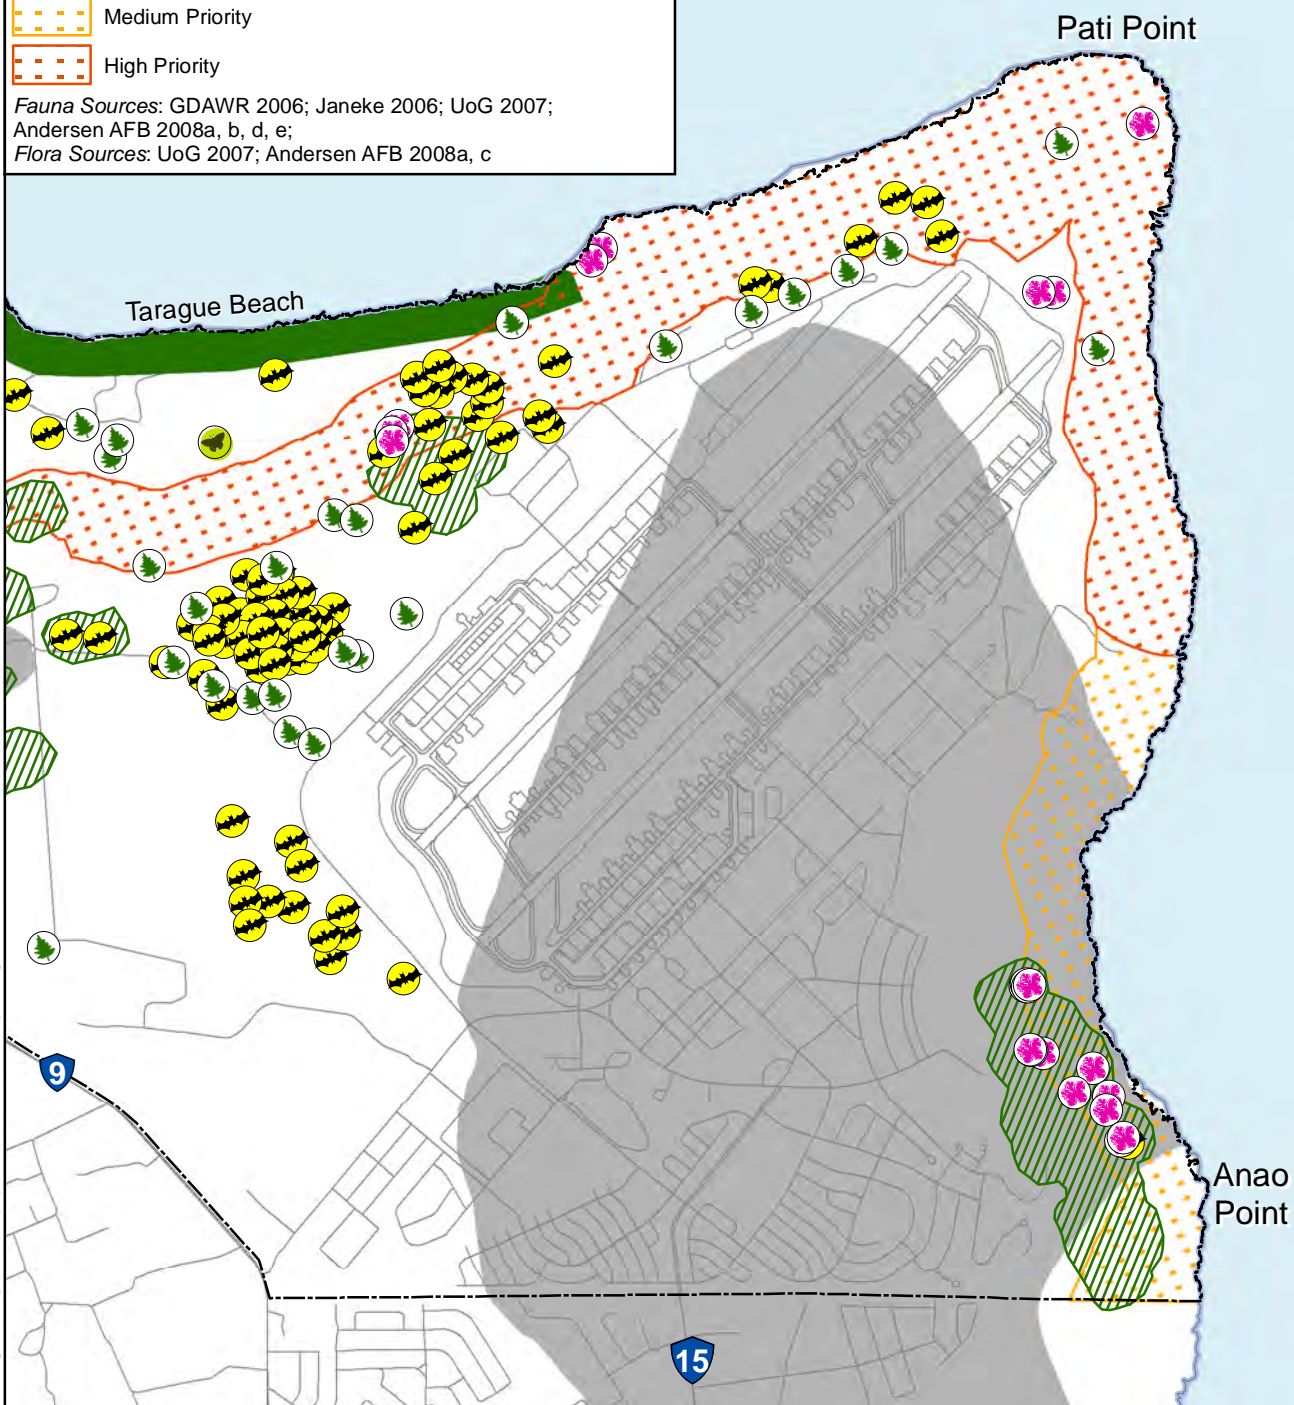 Medium Priority
High Priority
Fauna Sources: GDAWR 2006; Janeke 2006; UoG 2007;
Andersen AFB 2008a, b, d, e;
Flora Sources: UoG 2007; Andersen AFB 2008a, c
Pati Point
Tarague Beach
9
Anao
Point
15